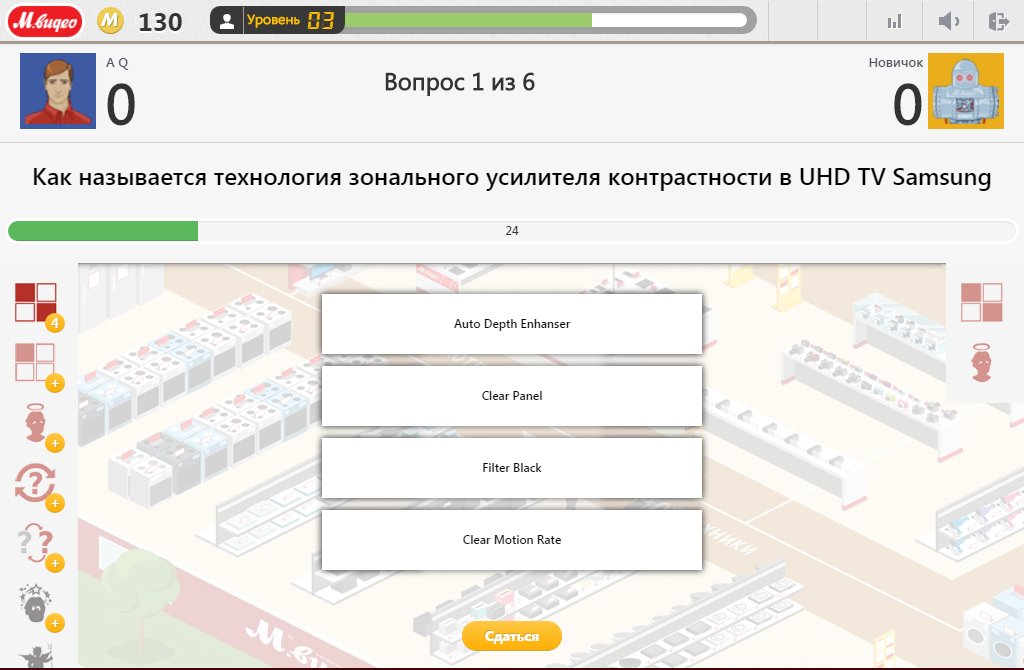 М.видео
M
130
Уровень 03
A Q
0
Вопрос 1 из 6
Новичок
0
Как называется технология зонального усилителя контрастности в UHD TV Samsung
24
Auto Depth Enhanser
Clear Panel
Filter Black
Clear Motion Rate
4
+
+
+
+
+
Сдаться